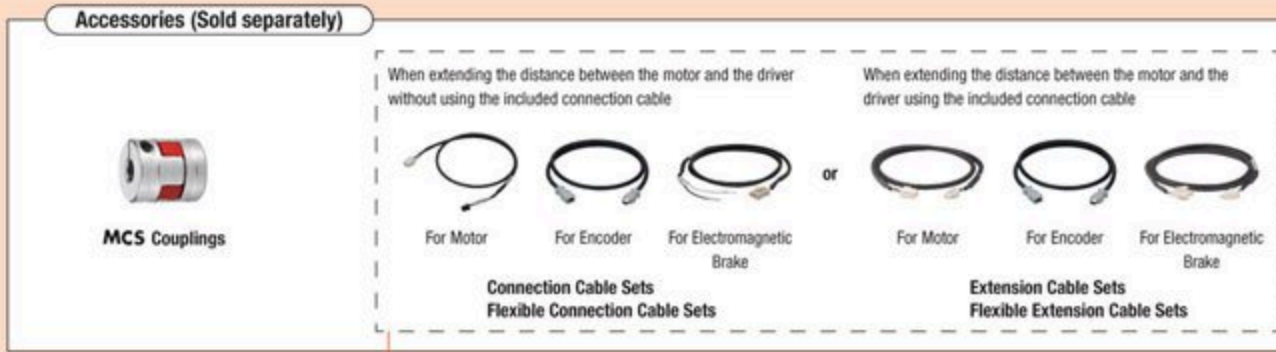 Accessories (Sold separately)
When extending the distance between the motor and the driver
without using the included connection cable
When extending the distance between the motor and the
driver using the included connection cable
or
MCS Couplings
For Motor
For Encoder
For Electromagnetic
Brake
For Motor
For Encoder
For Electromagnetic
Brake
Connection Cable Sets
Flexible Connection Cable Sets
Extension Cable Sets
Flexible Extension Cable Sets